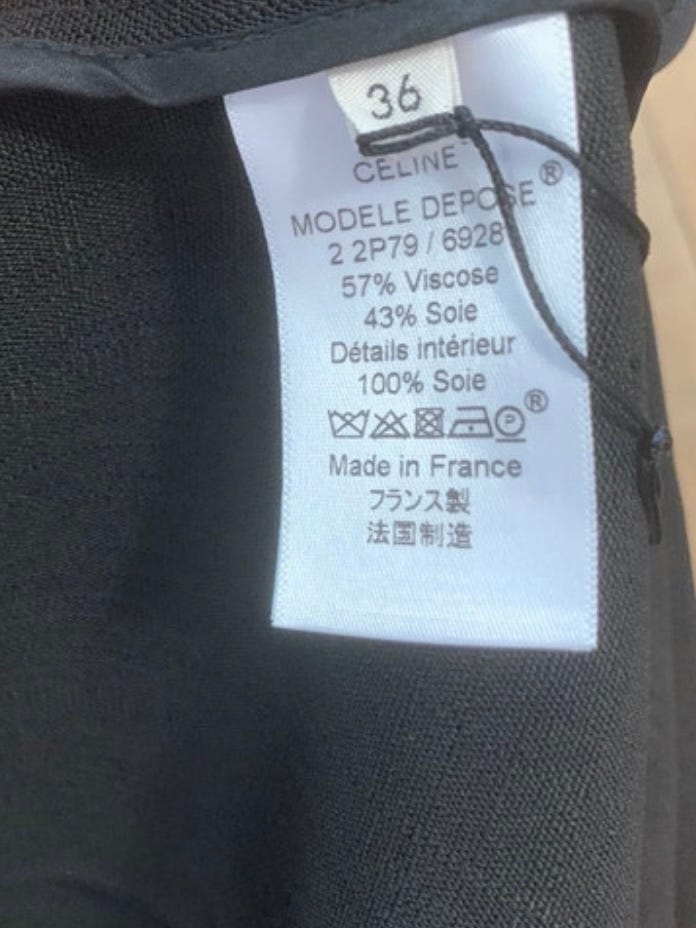 36
CELINE
MODELE DEPOSE ®
2 2P79 / 6928
57% Viscose
43% Soie
Détails intérieur
100% Soie
P ®
Made in France
フランス製
法国制造